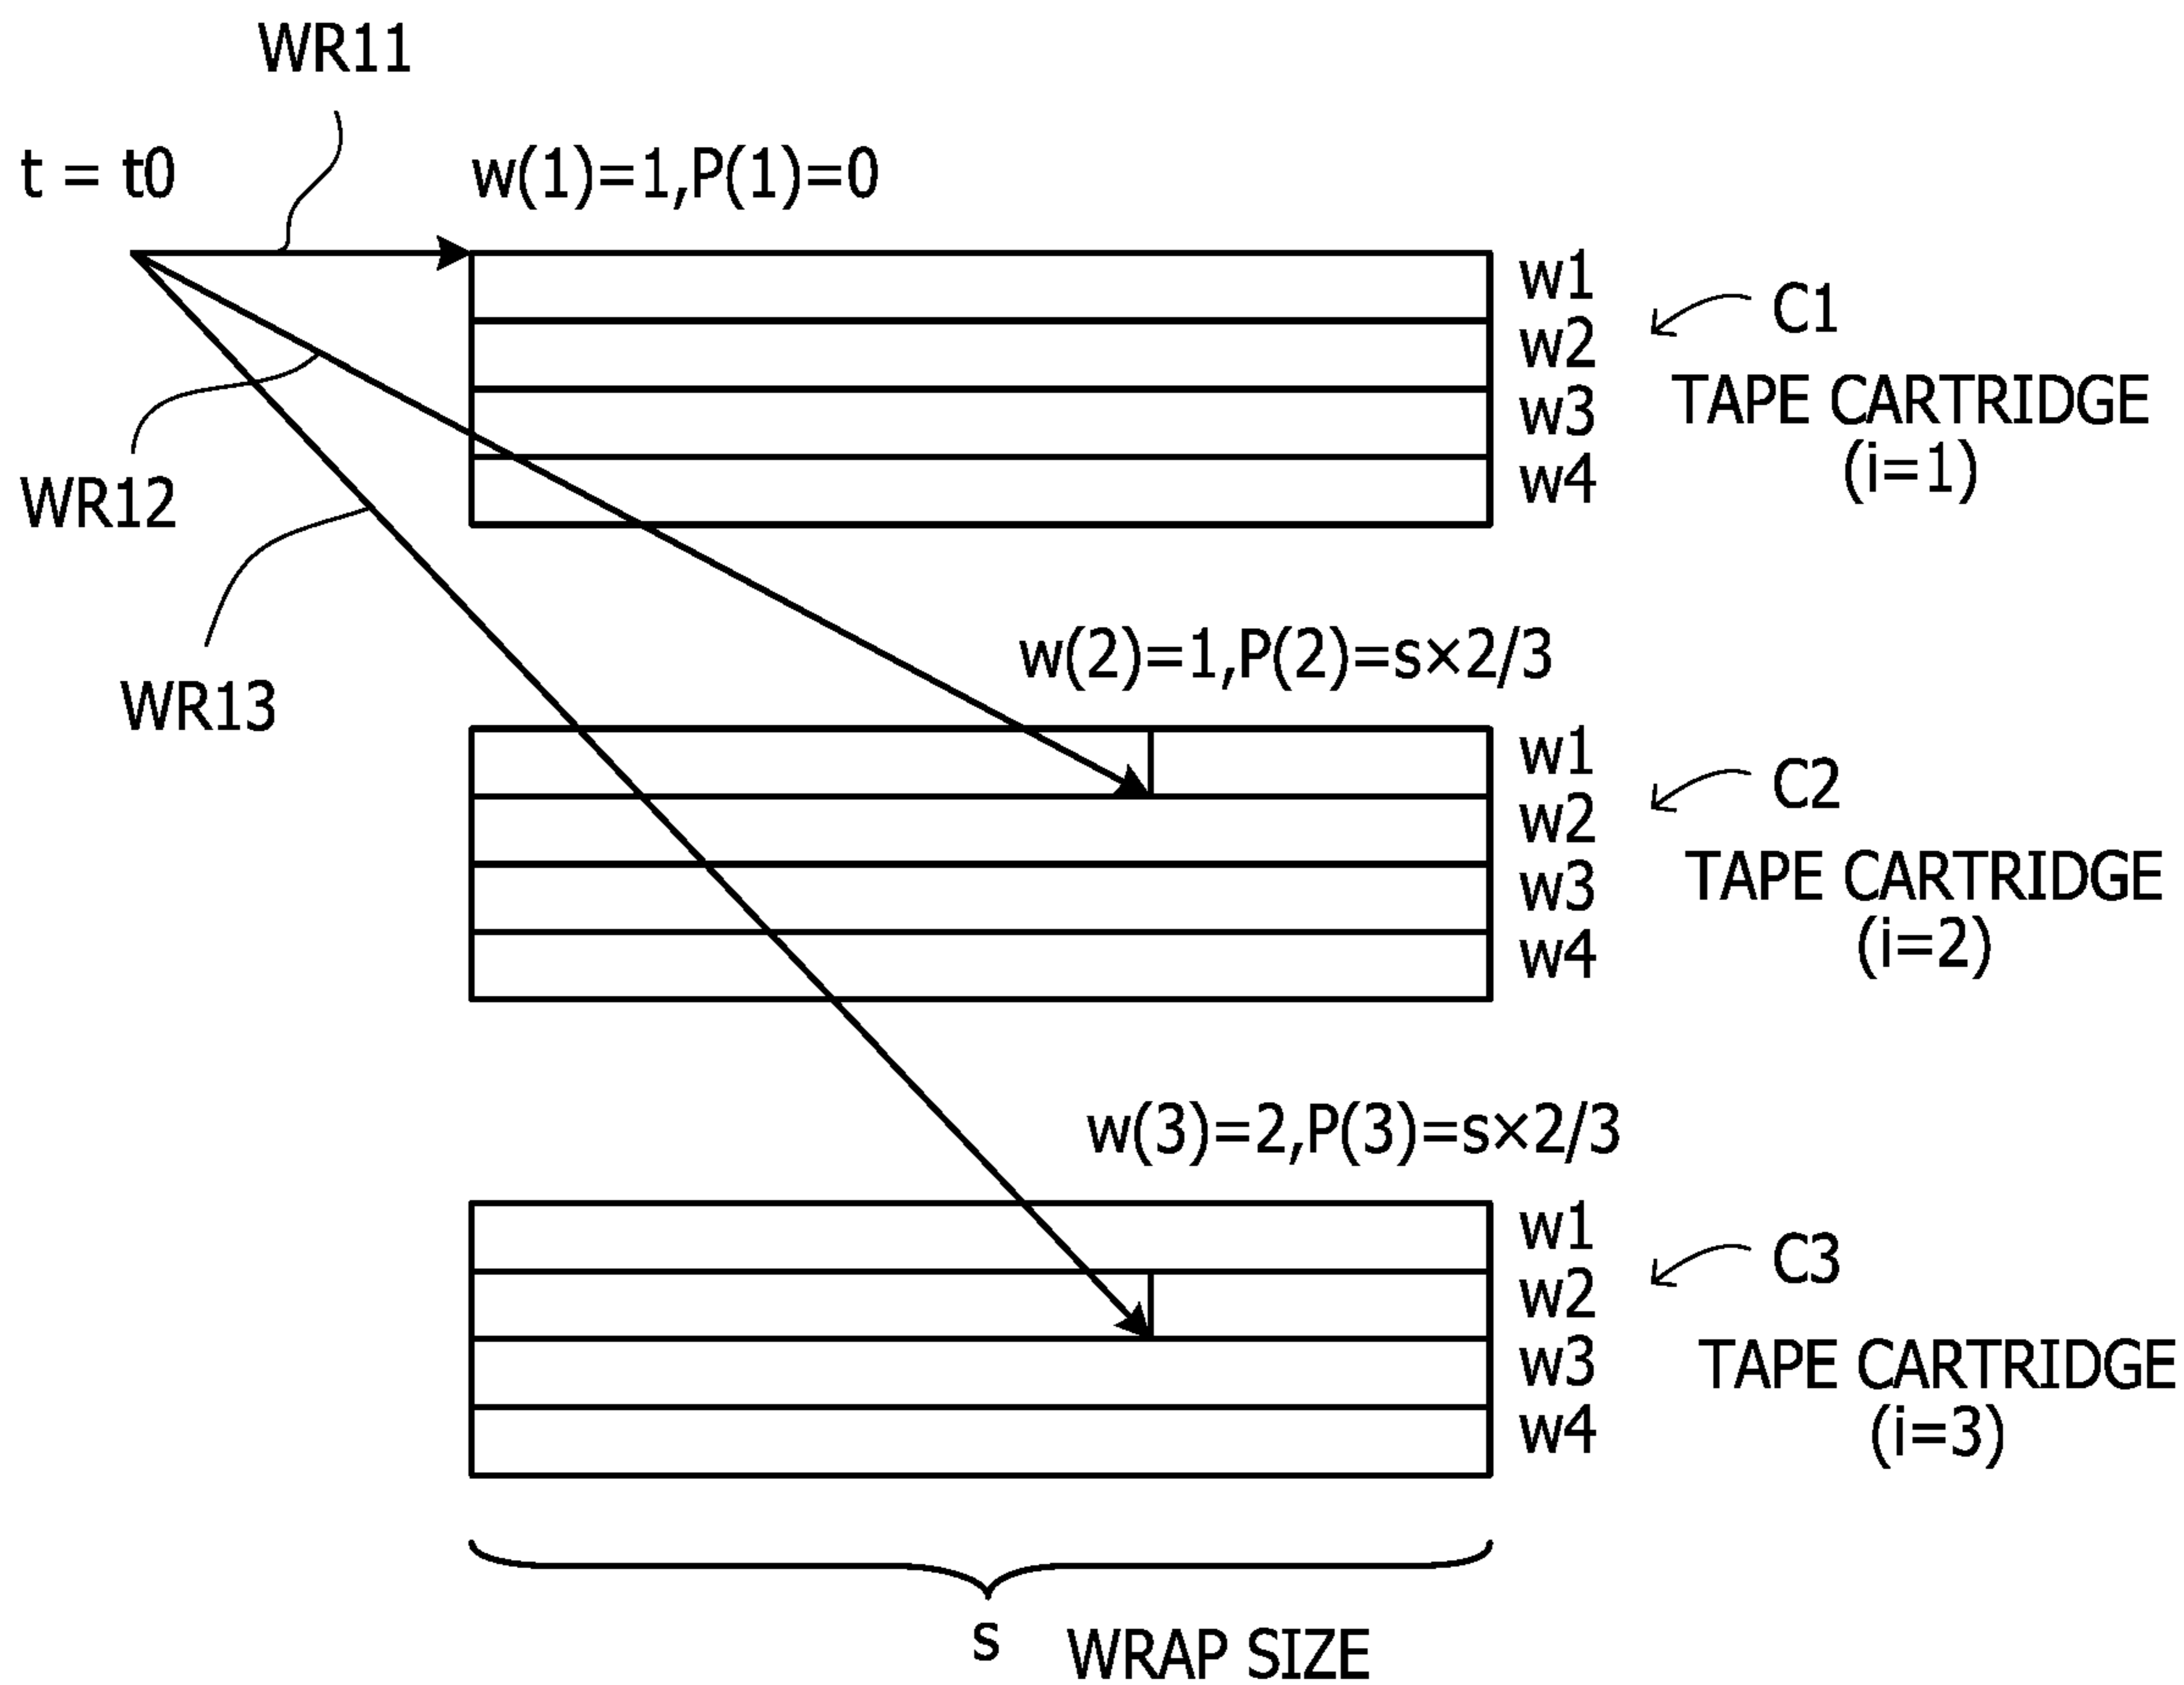 WR11
t = t0
w(1)=1,P(1)=0
w1
w2
w3
w4
C1
TAPE CARTRIDGE
(i=1)
WR12
WR13
w(2)=1,P(2)=s×2/3
w1
w2
w3
w4
C2
TAPE CARTRIDGE
(i=2)
w(3)=2,P(3)=s×2/3
w1
w2
w3
w4
C3
TAPE CARTRIDGE
(i=3)
s WRAP SIZE